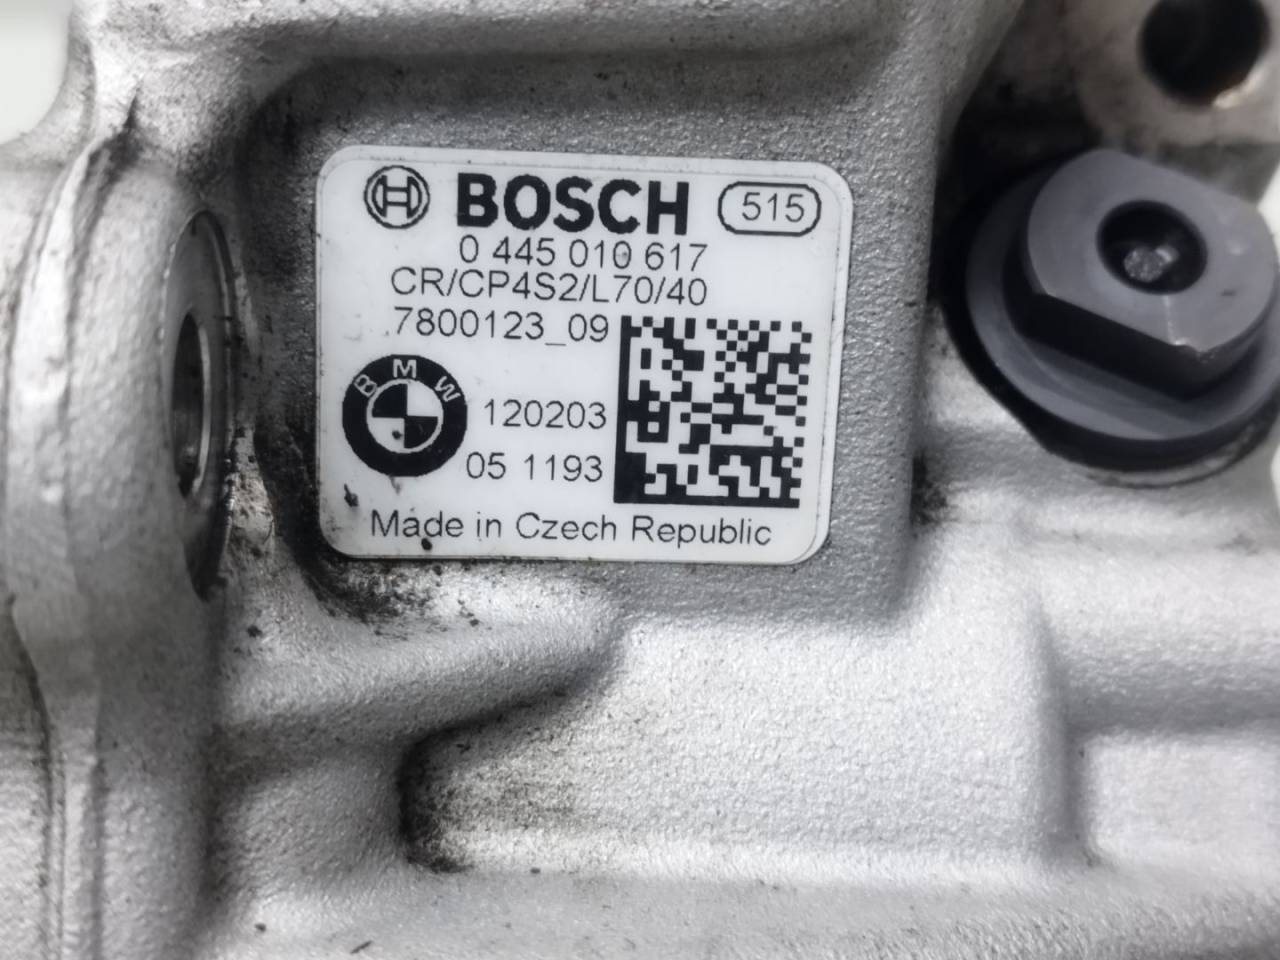 BOSCH 515
0 445 010 617
CR/CP4S2/L70/40
7800123_09
BMW
120203
05 1193
Made in Czech Republic